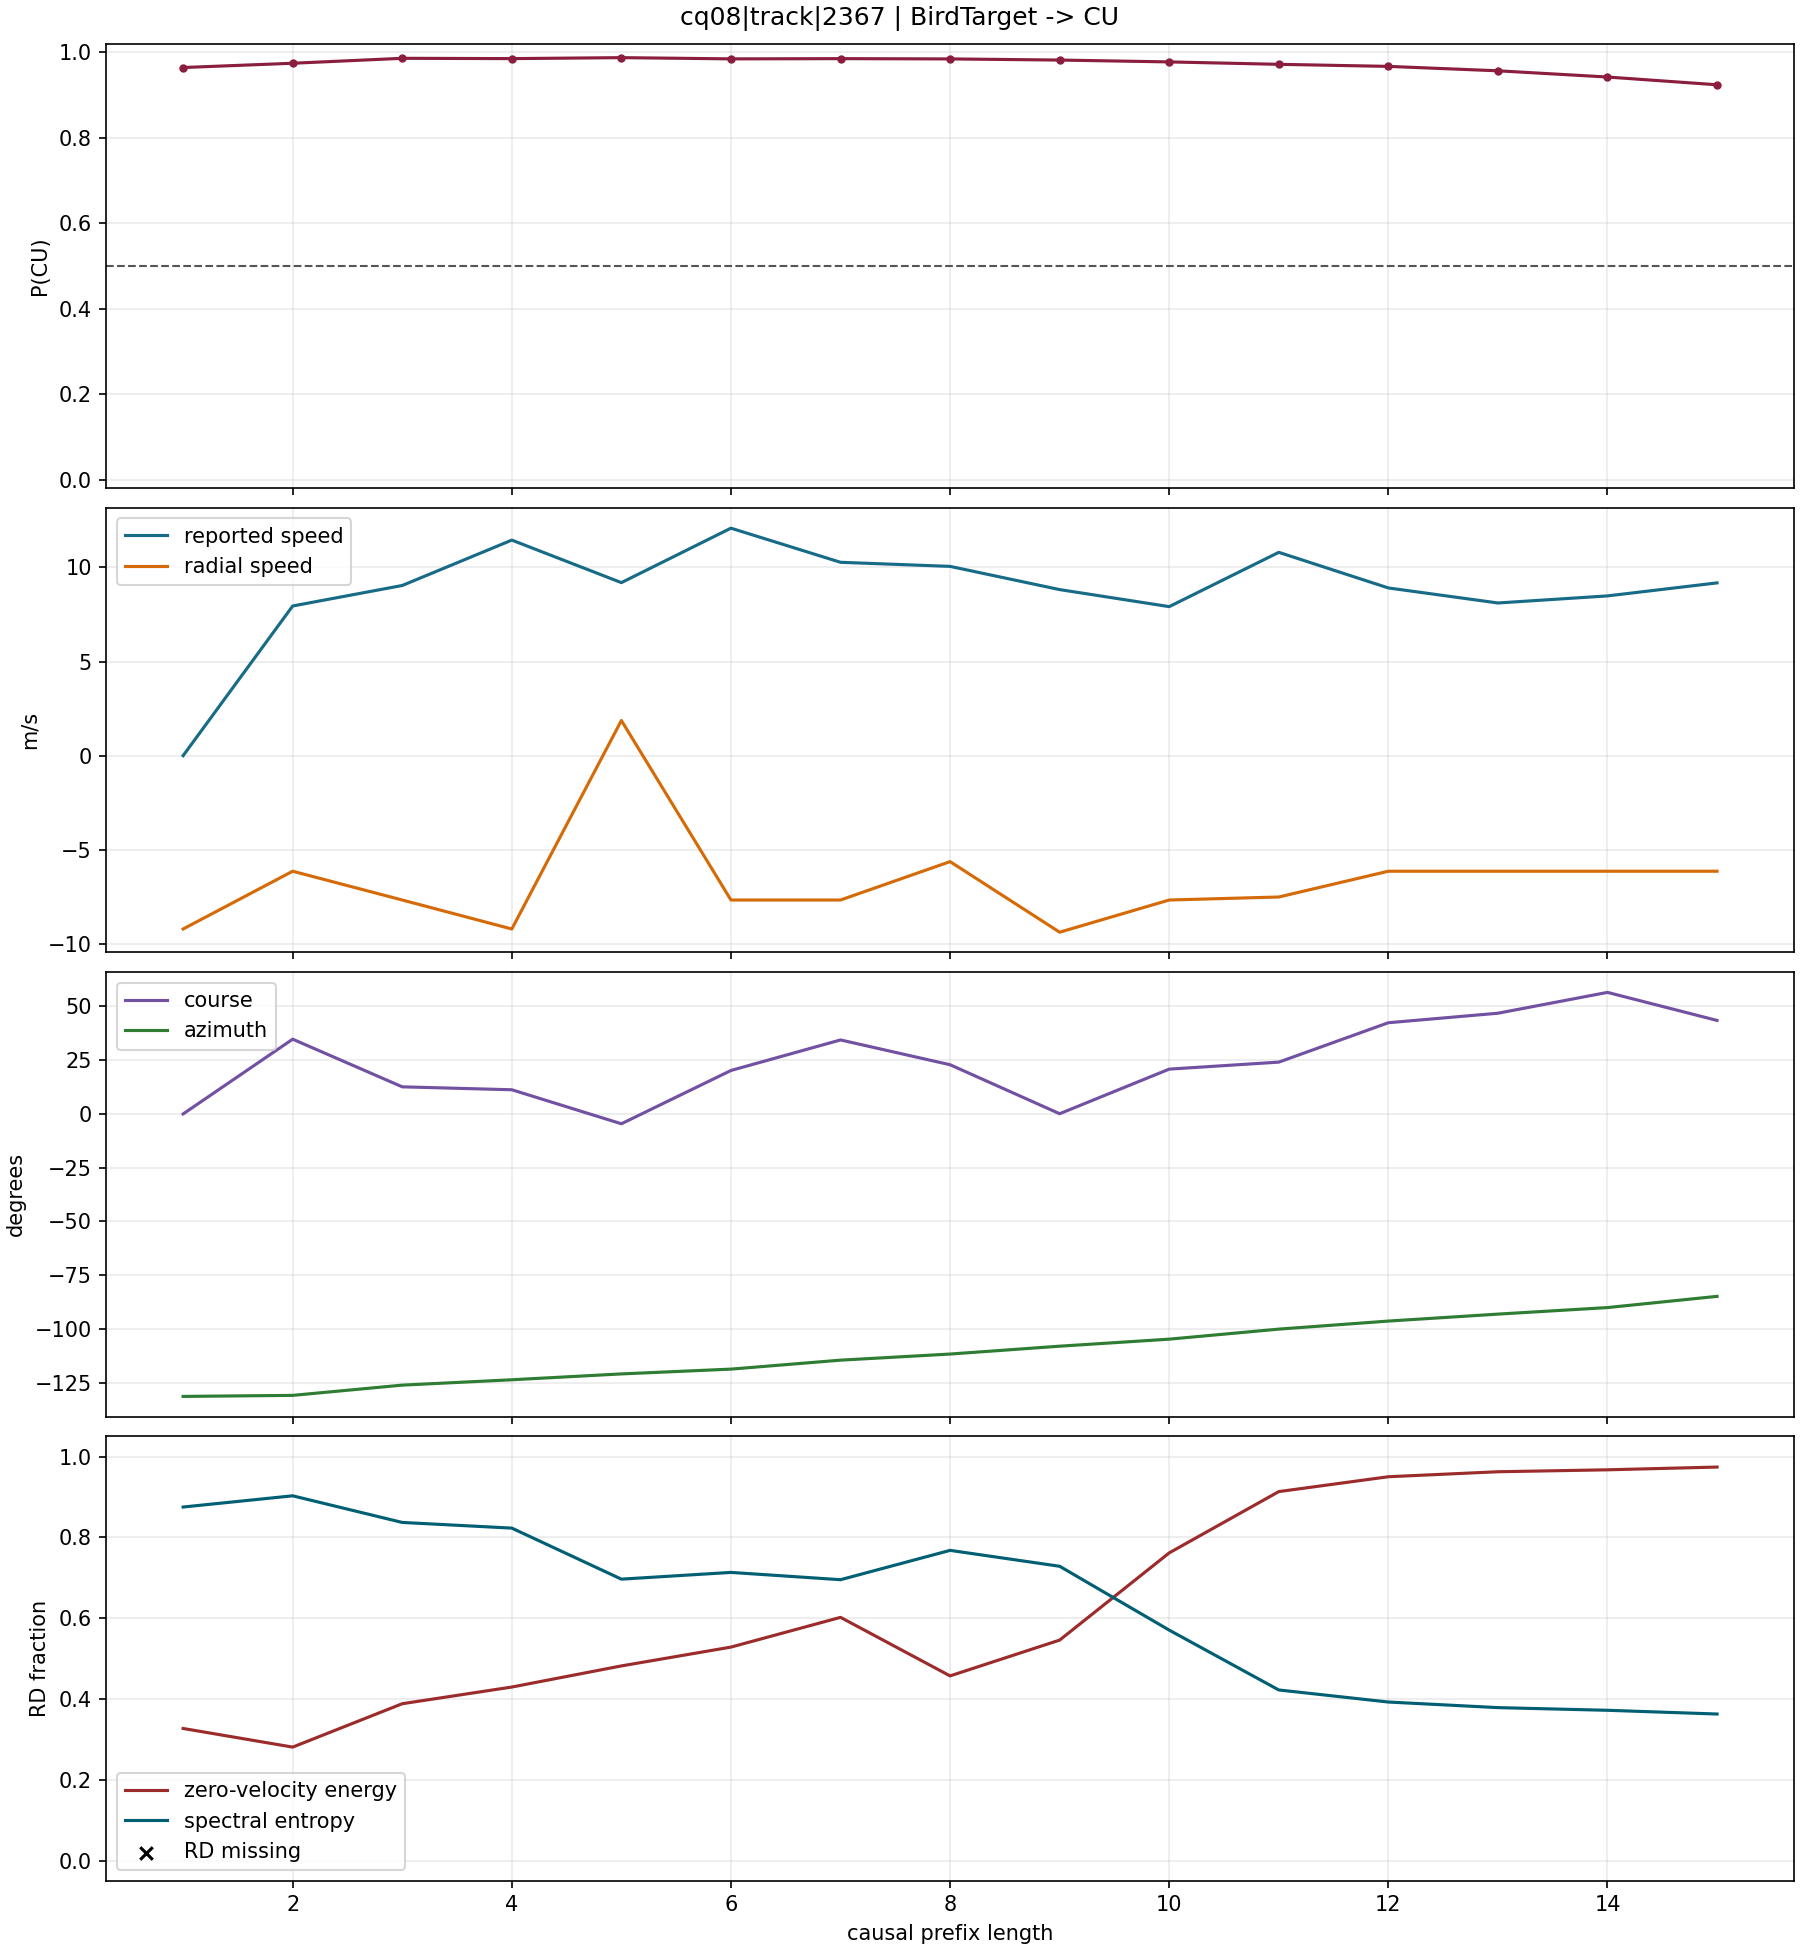 cq08|track|2367 | BirdTarget -> CU
1.0
0.8
0.6
0.4
0.2
0.0
P(CU)
reported speed
radial speed
10
5
0
−5
−10
m/s
course
azimuth
50
25
0
−25
−50
−75
−100
−125
degrees
1.0
0.8
0.6
0.4
0.2
0.0
RD fraction
zero-velocity energy
spectral entropy
RD missing
2 4 6 8 10 12 14
causal prefix length